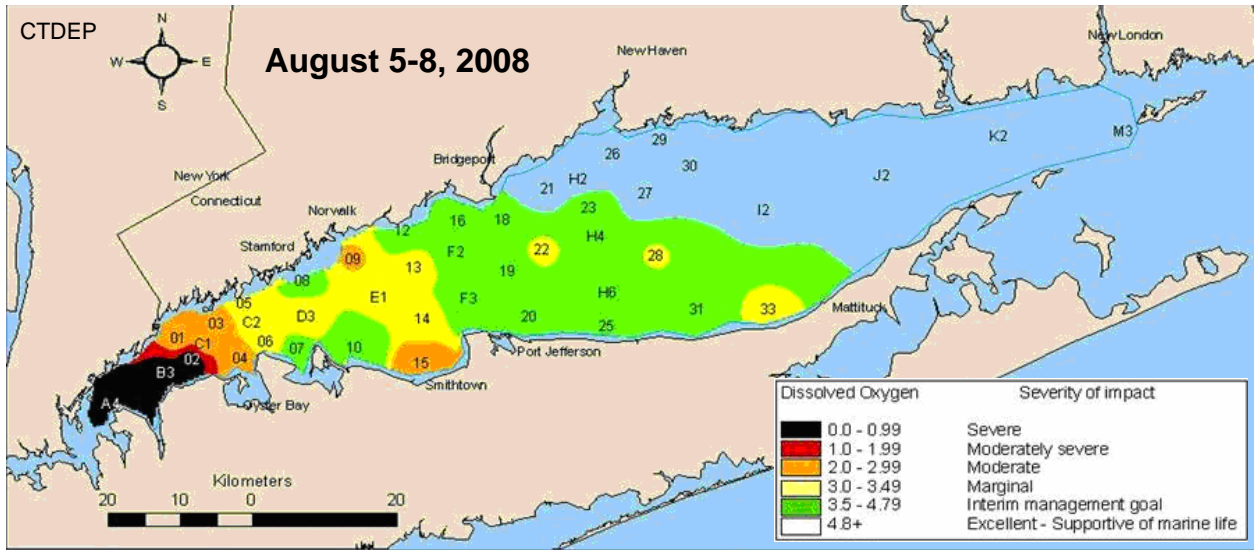 CTDEP
August 5-8, 2008
N
W E
S
New Haven
New London
Bridgeport
New York
Connecticut
Norwalk
Stamford
Oyster Bay
Smithtown
Port Jefferson
Mattituck
29
26
K2
M3
30
H2
J2
21
27
23
I2
16
18
12
H4
F2
22
28
09
13
19
08
E1
F3
H6
05
D3
31
33
03
C2
14
20
25
01
C1
06
07
10
02
04
15
B3
A4
Kilometers
20 10 0 20
Dissolved Oxygen Severity of impact
0.0 - 0.99 Severe
1.0 - 1.99 Moderately severe
2.0 - 2.99 Moderate
3.0 - 3.49 Marginal
3.5 - 4.79 Interim management goal
4.8+ Excellent - Supportive of marine life